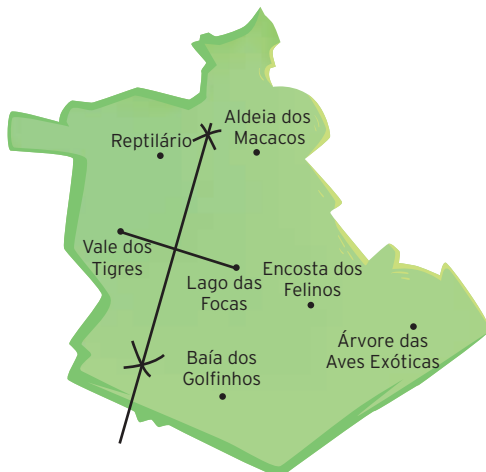 Reptilário
Aldeia dos
Macacos
Vale dos
Tigres
Lago das
Focas
Encosta dos
Felinos
Árvore das
Aves Exóticas
Baía dos
Golfinhos